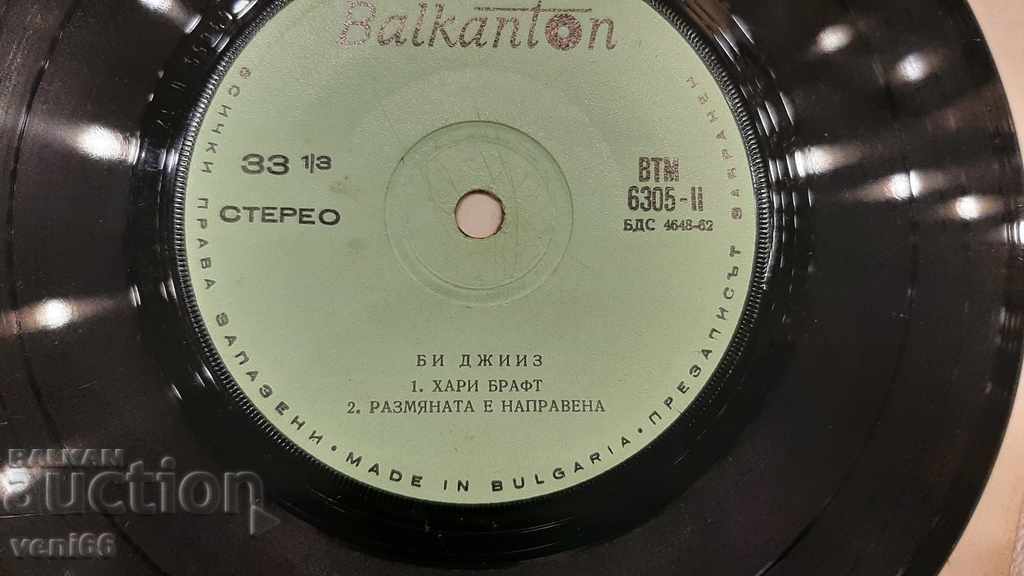 Balkanton
33 1/3
СТЕРЕО
ВТМ
6305-II
БДС 4648-62
БИ ДЖИИЗ
1. ХАРИ БРАФТ
2. РАЗМЯНАТА Е НАПРАВЕНА
ВСИЧКИ ПРАВА ЗАПАЗЕНИ • MADE IN BULGARIA • ПРЕЗАПИСЪТ ЗАБРАНЕН
BALKAN
auction
veni66